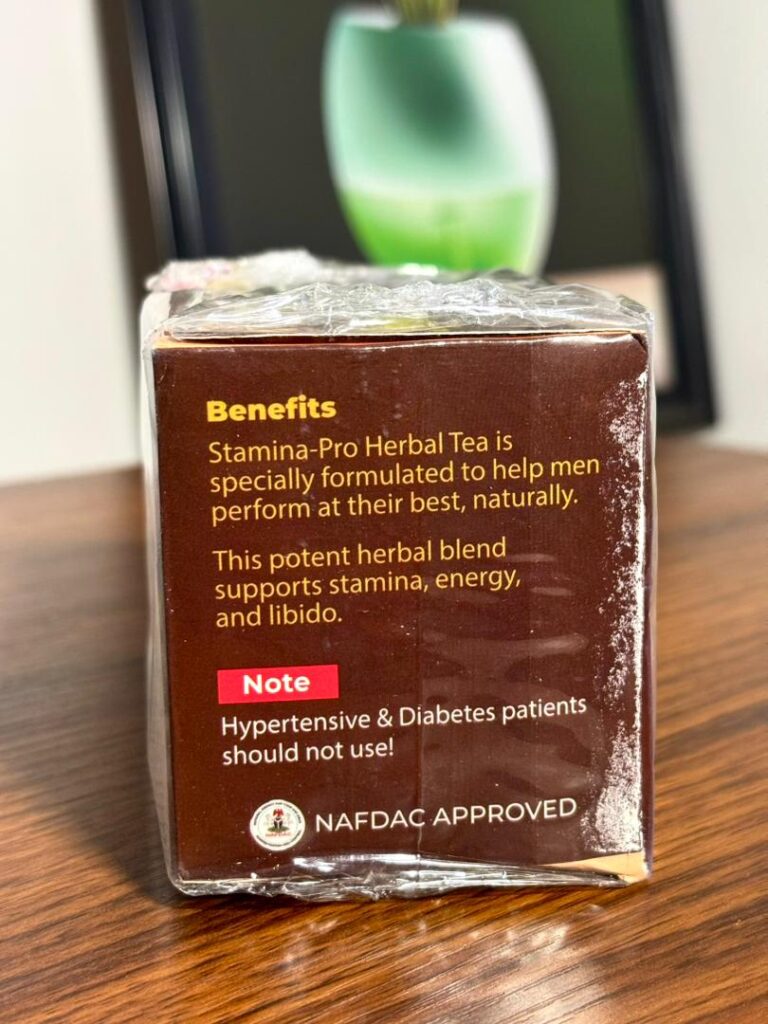 Benefits
Stamina-Pro Herbal Tea is
specially formulated to help men
perform at their best, naturally.
This potent herbal blend
supports stamina, energy,
and libido.
Note
Hypertensive & Diabetes patients
should not use!
NAFDAC
NAFDAC APPROVED